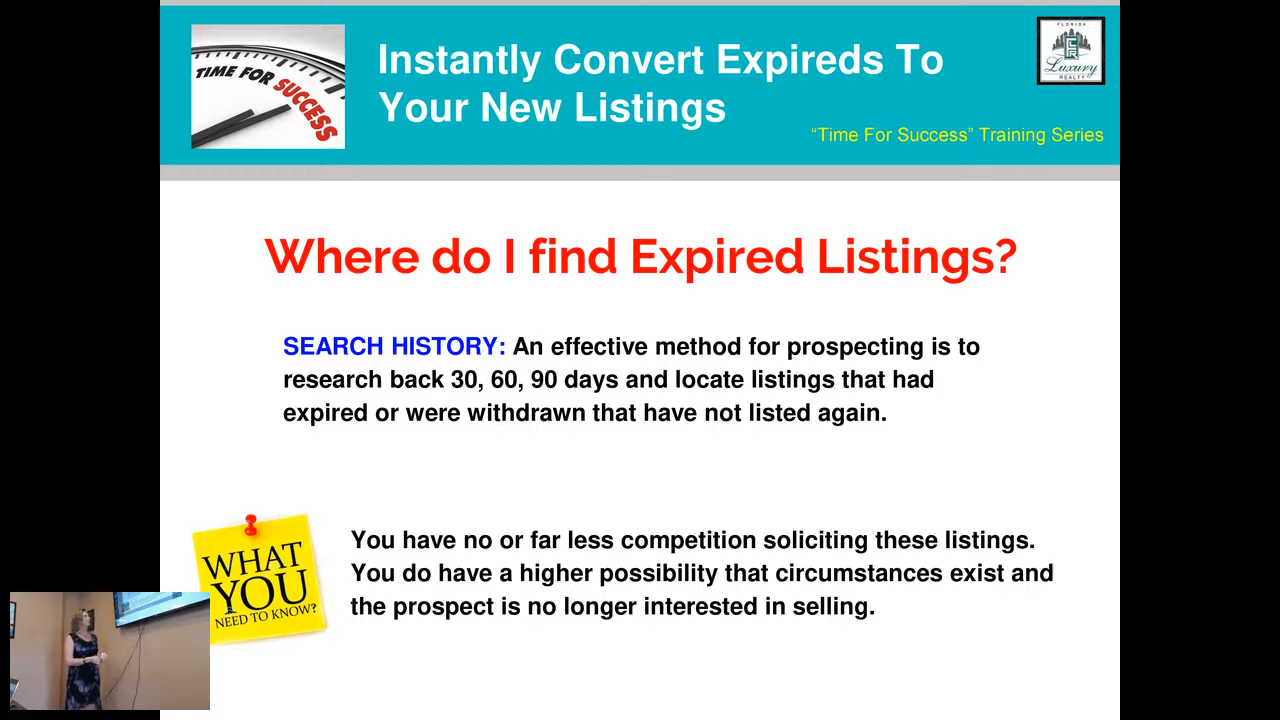 TIME FOR SUCCESS
Instantly Convert Expireds To
Your New Listings
FLORIDA
Luxury
REALTY
“Time For Success” Training Series
Where do I find Expired Listings?
SEARCH HISTORY: An effective method for prospecting is to
research back 30, 60, 90 days and locate listings that had
expired or were withdrawn that have not listed again.
WHAT
YOU
NEED TO KNOW?
You have no or far less competition soliciting these listings.
You do have a higher possibility that circumstances exist and
the prospect is no longer interested in selling.